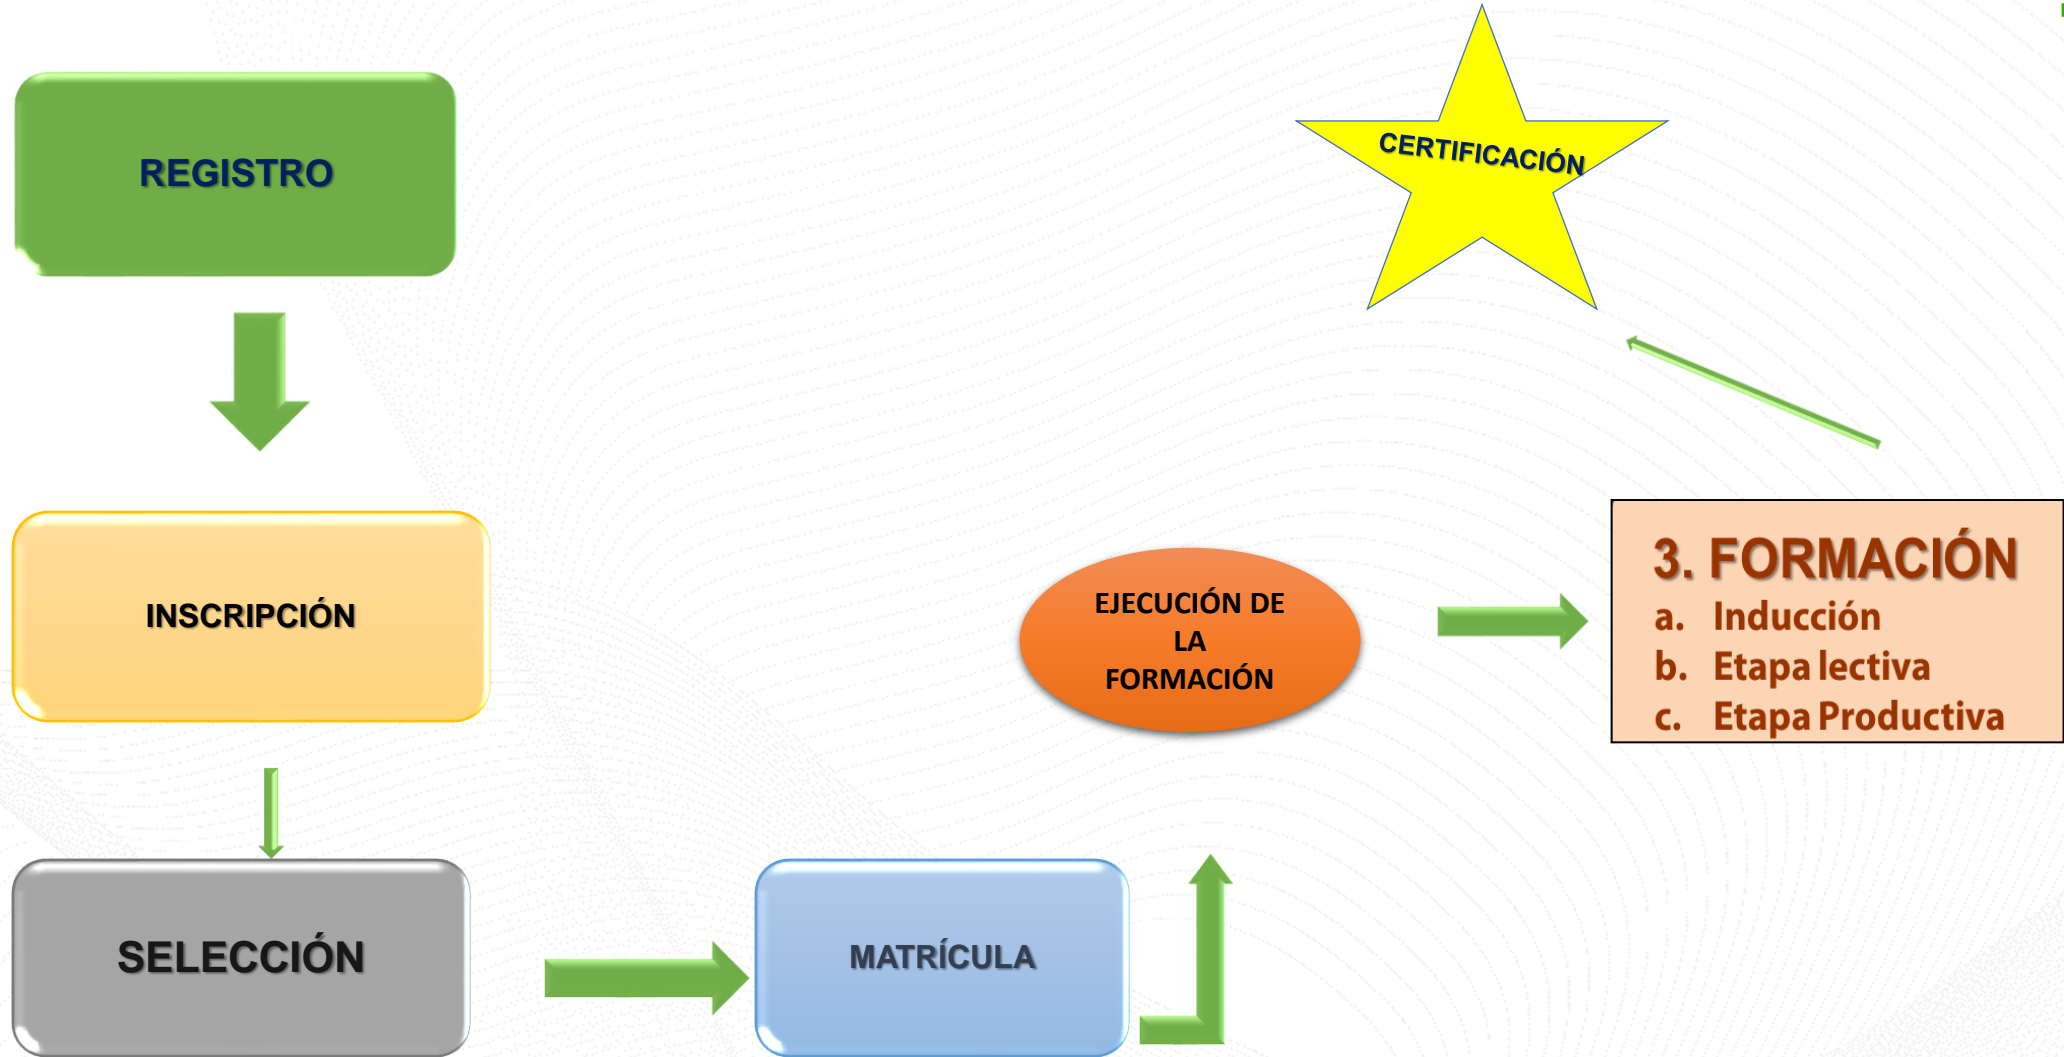 REGISTRO
INSCRIPCIÓN
SELECCIÓN
MATRÍCULA
EJECUCIÓN DE
LA
FORMACIÓN
3. FORMACIÓN
a. Inducción
b. Etapa lectiva
c. Etapa Productiva
CERTIFICACIÓN